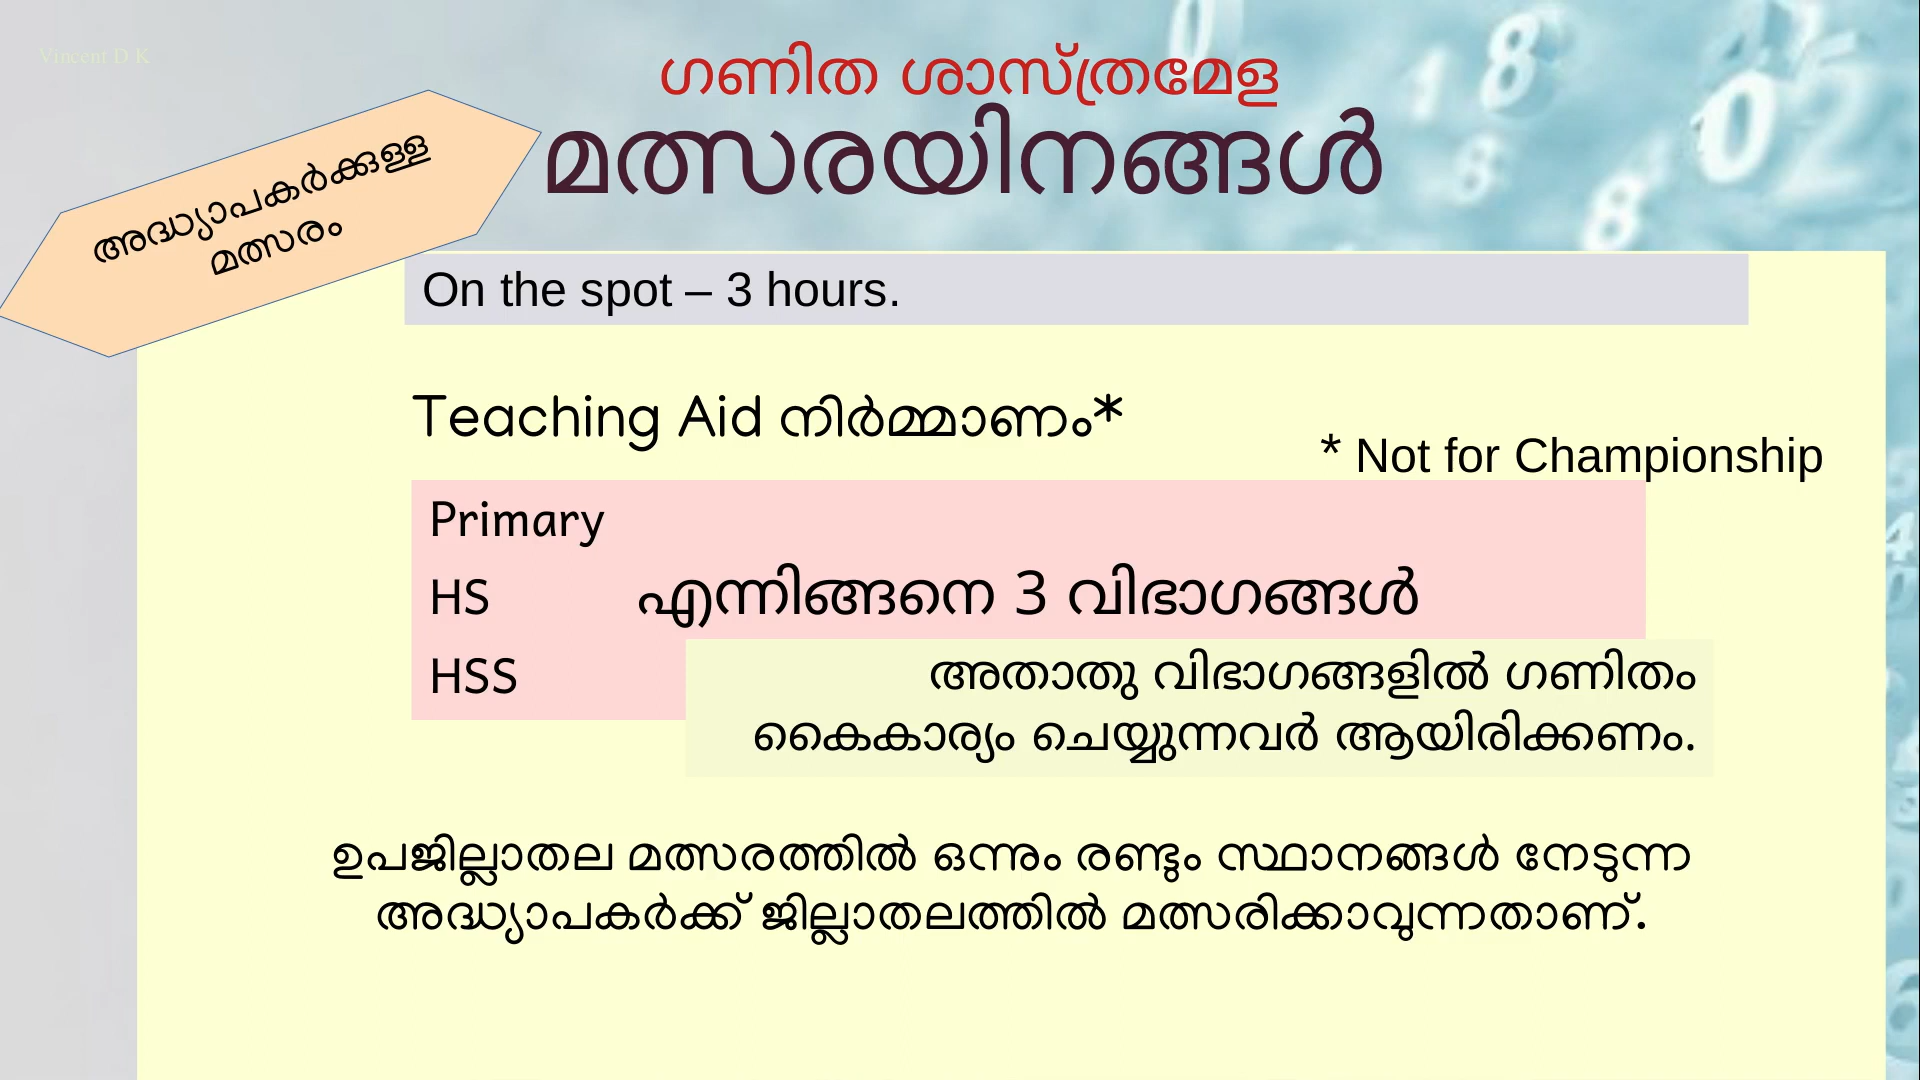 Vincent D K
ഗണിത ശാസ്ത്രമേള
മത്സരയിനങ്ങൾ
അദ്ധ്യാപകർക്കുള്ള
മത്സരം
On the spot – 3 hours.
Teaching Aid നിർമ്മാണം*
* Not for Championship
Primary
HS എന്നിങ്ങനെ 3 വിഭാഗങ്ങൾ
HSS
അതാതു വിഭാഗങ്ങളിൽ ഗണിതം
കൈകാര്യം ചെയ്യുന്നവർ ആയിരിക്കണം.
ഉപജില്ലാതല മത്സരത്തിൽ ഒന്നും രണ്ടും സ്ഥാനങ്ങൾ നേടുന്ന
അദ്ധ്യാപകർക്ക് ജില്ലാതലത്തിൽ മത്സരിക്കാവുന്നതാണ്.